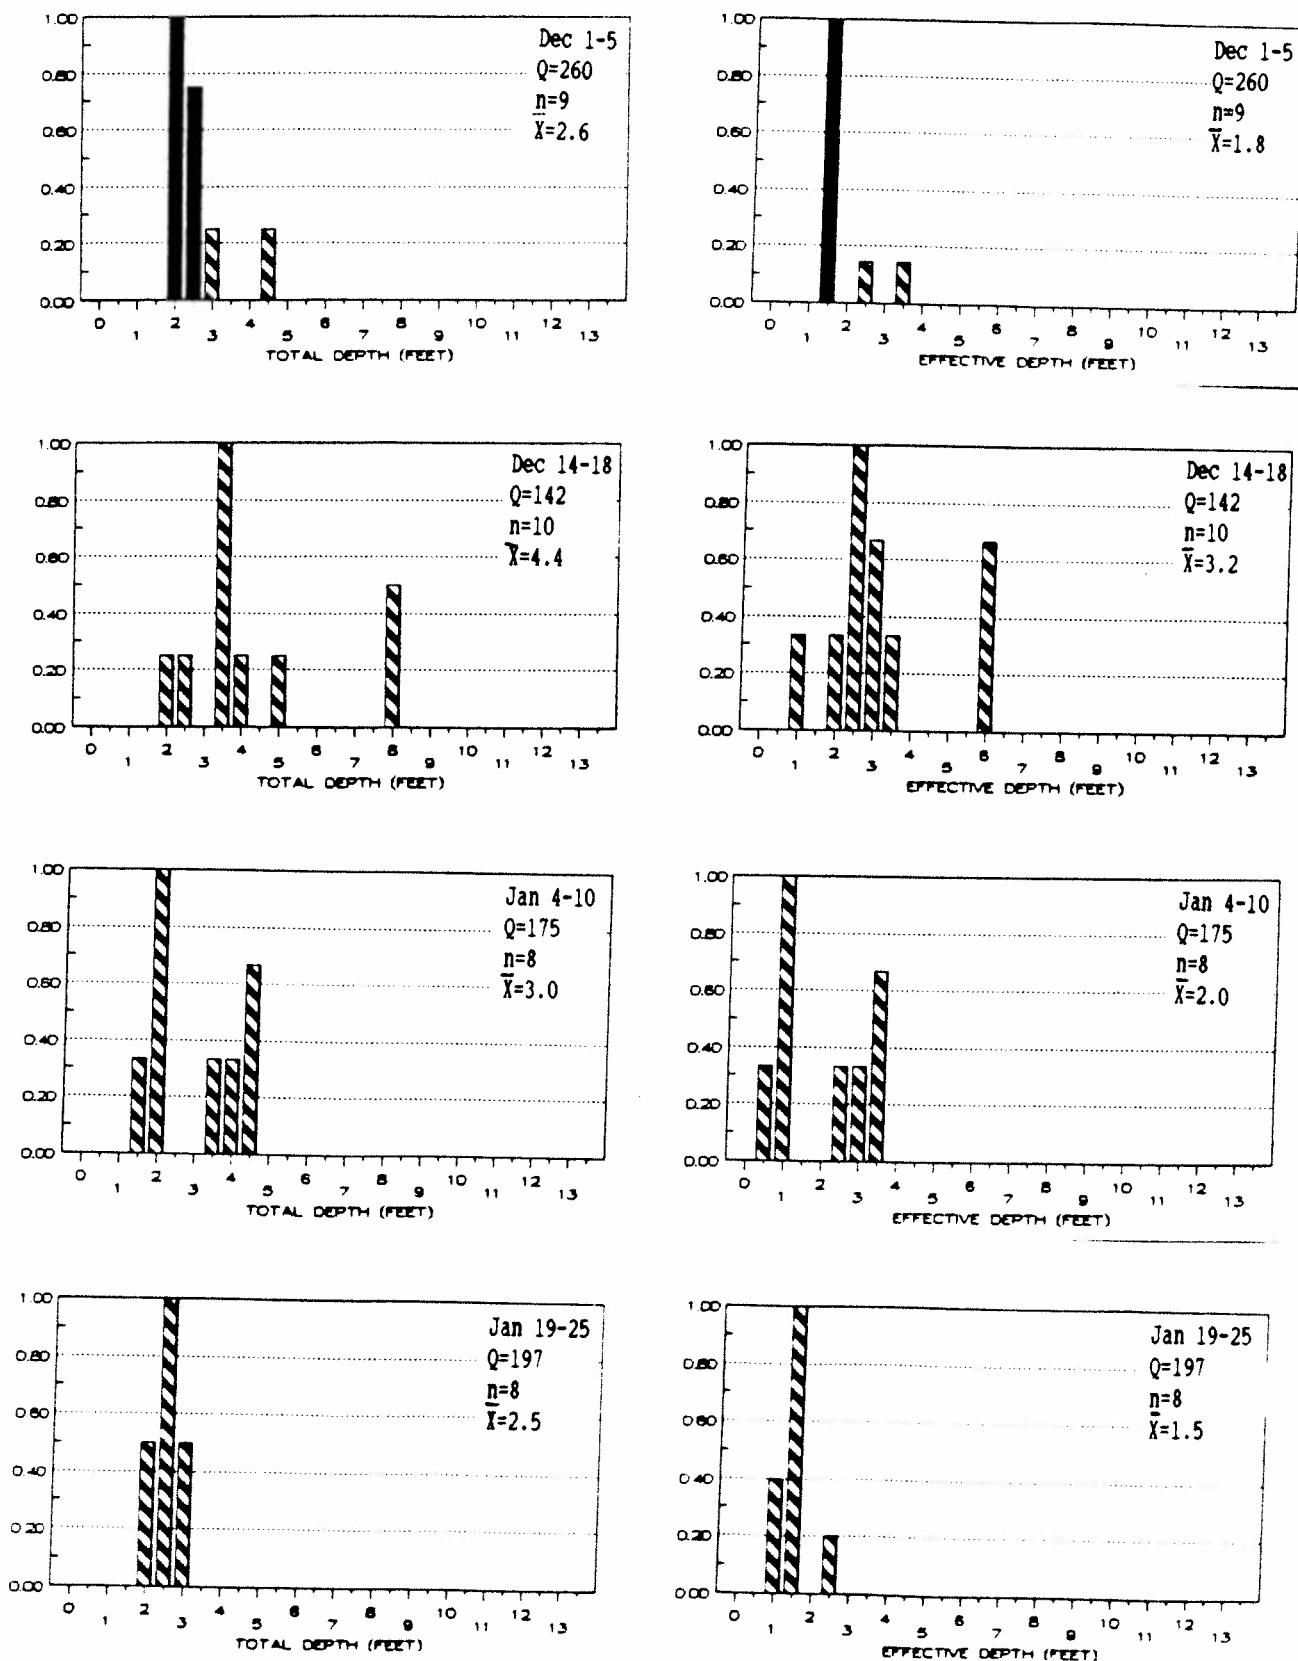 1.00
0.80
0.60
0.40
0.20
0.00
Dec 1-5
Q=260
n=9
X̄=2.6
0 1 2 3 4 5 6 7 8 9 10 11 12 13
TOTAL DEPTH (FEET)
1.00
0.80
0.60
0.40
0.20
0.00
Dec 1-5
Q=260
n=9
X̄=1.8
0 1 2 3 4 5 6 7 8 9 10 11 12 13
EFFECTIVE DEPTH (FEET)
1.00
0.80
0.60
0.40
0.20
0.00
Dec 14-18
Q=142
n=10
X̄=4.4
0 1 2 3 4 5 6 7 8 9 10 11 12 13
TOTAL DEPTH (FEET)
1.00
0.80
0.60
0.40
0.20
0.00
Dec 14-18
Q=142
n=10
X̄=3.2
0 1 2 3 4 5 6 7 8 9 10 11 12 13
EFFECTIVE DEPTH (FEET)
1.00
0.80
0.60
0.40
0.20
0.00
Jan 4-10
Q=175
n=8
X̄=3.0
0 1 2 3 4 5 6 7 8 9 10 11 12 13
TOTAL DEPTH (FEET)
1.00
0.80
0.60
0.40
0.20
0.00
Jan 4-10
Q=175
n=8
X̄=2.0
0 1 2 3 4 5 6 7 8 9 10 11 12 13
EFFECTIVE DEPTH (FEET)
1.00
0.80
0.60
0.40
0.20
0.00
Jan 19-25
Q=197
n=8
X̄=2.5
0 1 2 3 4 5 6 7 8 9 10 11 12 13
TOTAL DEPTH (FEET)
1.00
0.80
0.60
0.40
0.20
0.00
Jan 19-25
Q=197
n=8
X̄=1.5
0 1 2 3 4 5 6 7 8 9 10 11 12 13
EFFECTIVE DEPTH (FEET)